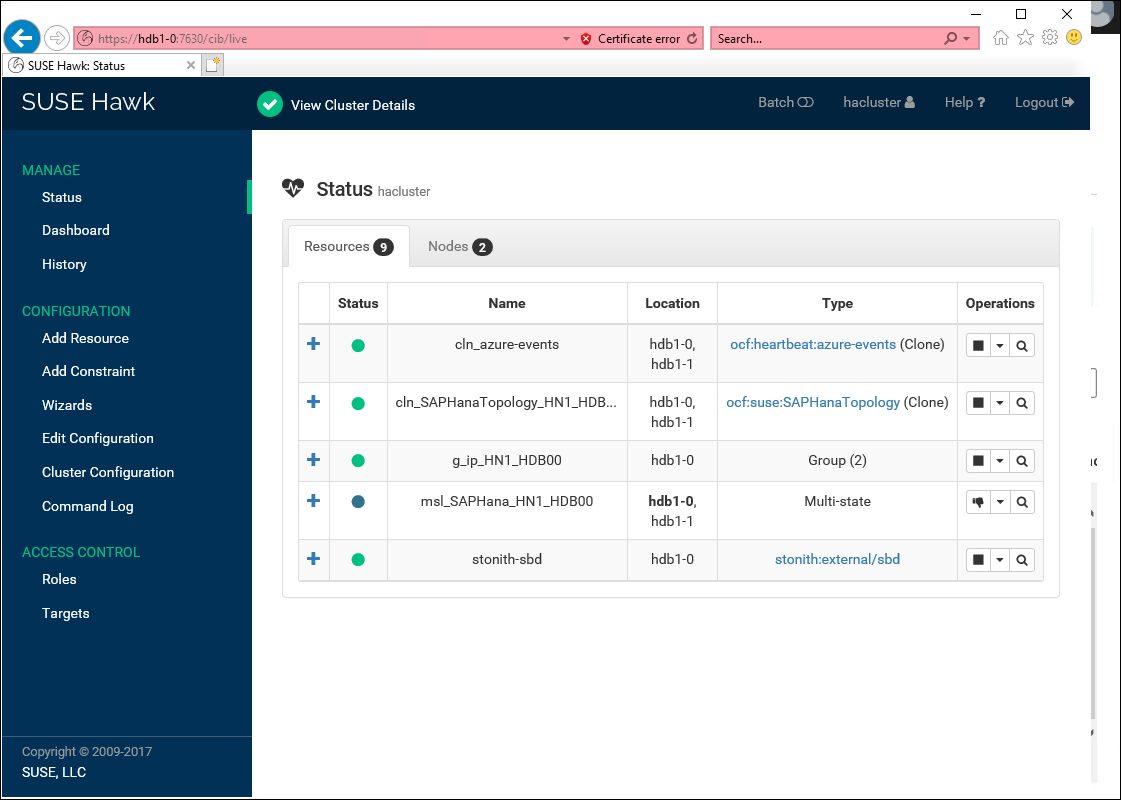 https://hdb1-0:7630/cib/live
Certificate error
Search...
SUSE Hawk: Status
SUSE Hawk
View Cluster Details
Batch
hacluster
Help ?
Logout
MANAGE
Status
Dashboard
History
CONFIGURATION
Add Resource
Add Constraint
Wizards
Edit Configuration
Cluster Configuration
Command Log
ACCESS CONTROL
Roles
Targets
Copyright © 2009-2017
SUSE, LLC
Status hacluster
Resources 9 Nodes 2
Status Name Location Type Operations
cln_azure-events hdb1-0, ocf:heartbeat:azure-events (Clone)
hdb1-1
cln_SAPHanaTopology_HN1_HDB... hdb1-0, ocf:suse:SAPHanaTopology (Clone)
hdb1-1
g_ip_HN1_HDB00 hdb1-0 Group (2)
msl_SAPHana_HN1_HDB00 hdb1-0, Multi-state
hdb1-1
stonith-sbd hdb1-0 stonith:external/sbd